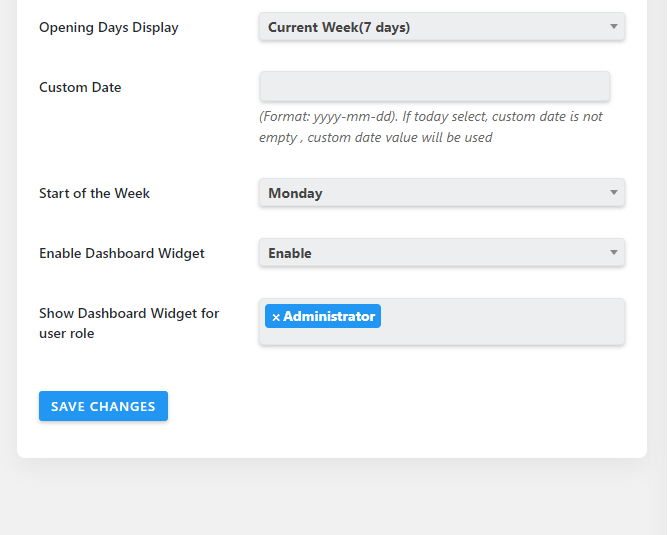 Opening Days Display
Current Week(7 days)
Custom Date
(Format: yyyy-mm-dd). If today select, custom date is not
empty , custom date value will be used
Start of the Week
Monday
Enable Dashboard Widget
Enable
Show Dashboard Widget for
user role
× Administrator
SAVE CHANGES